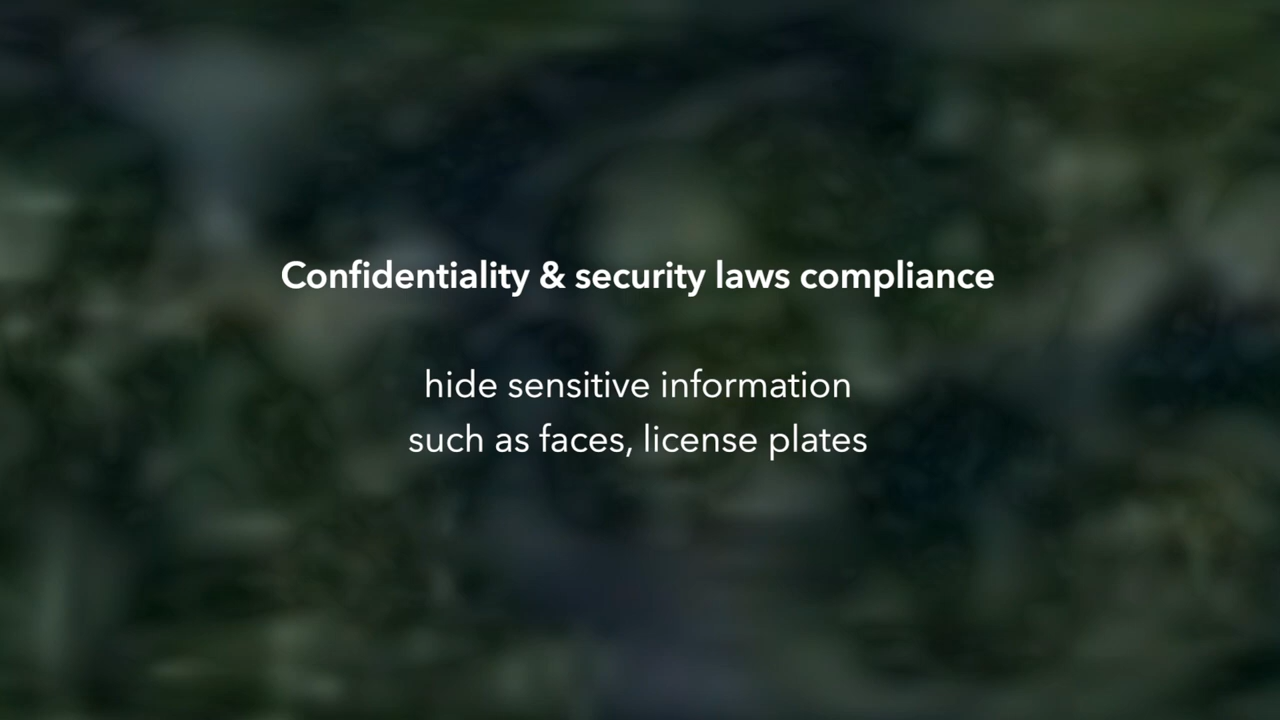 Confidentiality & security laws compliance
hide sensitive information
such as faces, license plates